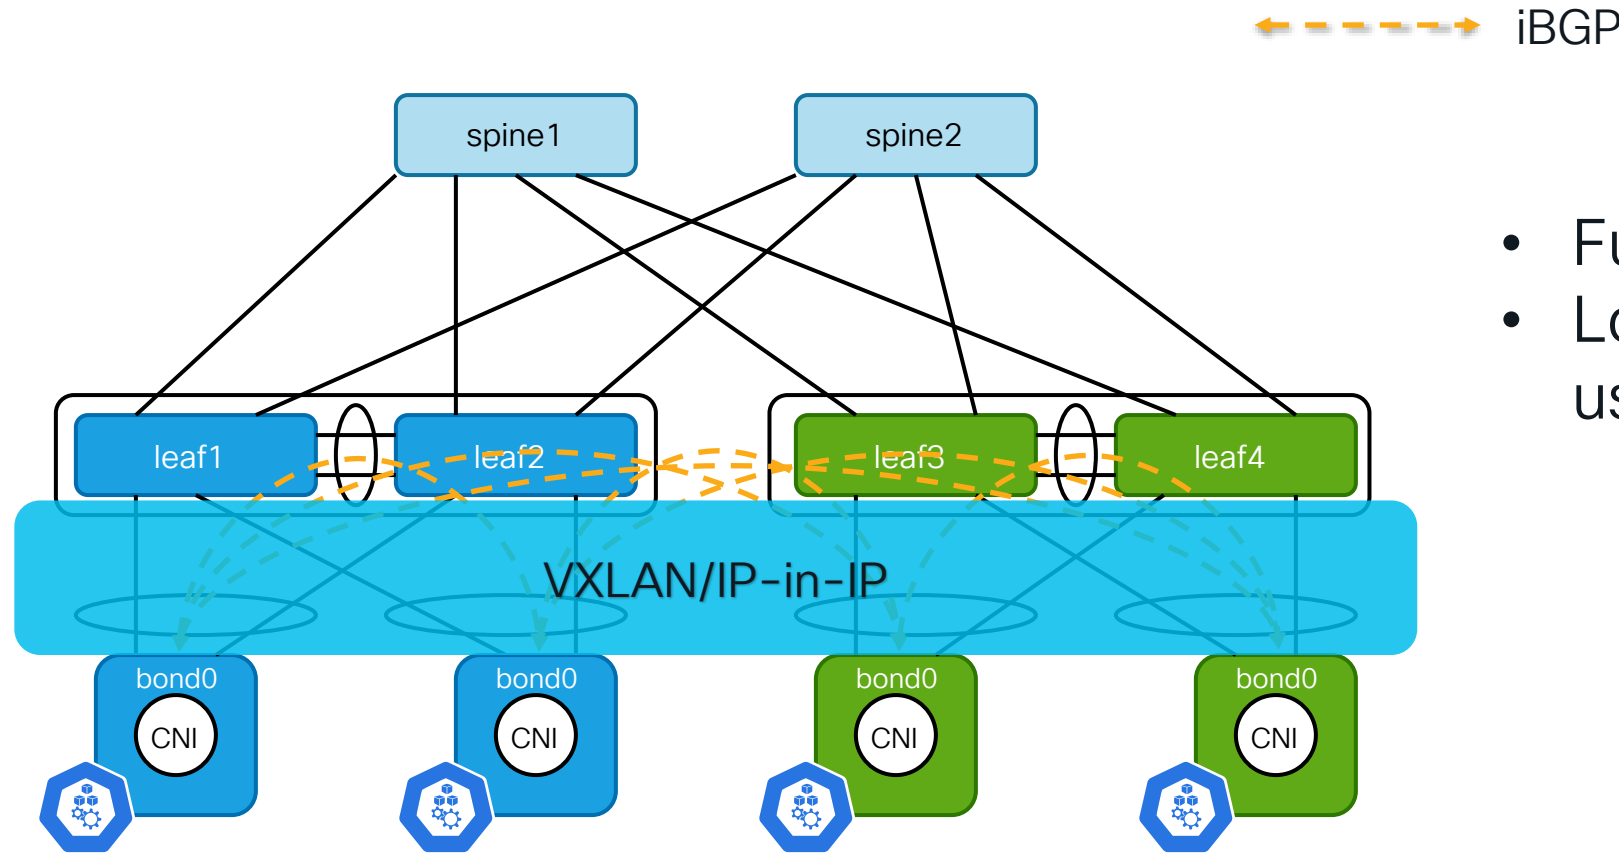 iBGP
spine1
spine2
leaf1
leaf2
leaf3
leaf4
VXLAN/IP-in-IP
bond0
bond0
bond0
bond0
CNI
CNI
CNI
CNI